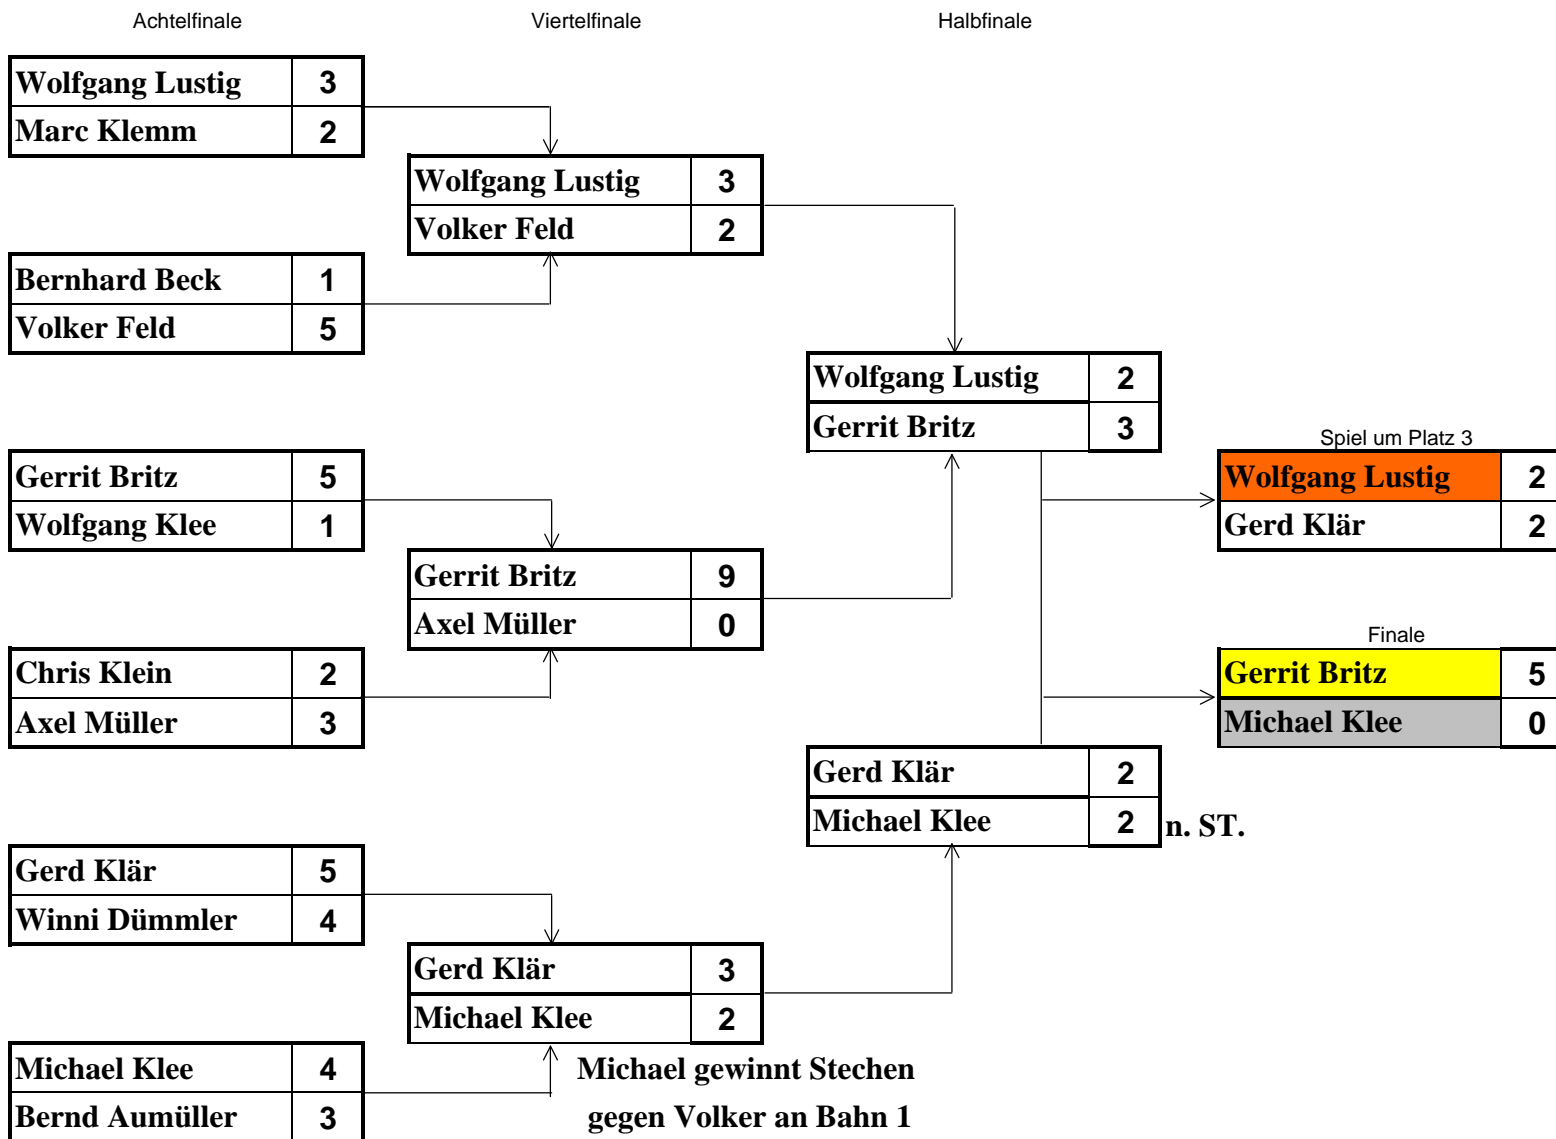 Achtelfinale Viertelfinale Halbfinale
Wolfgang Lustig 3
Marc Klemm 2
Wolfgang Lustig 3
Volker Feld 2
Bernhard Beck 1
Volker Feld 5
Wolfgang Lustig 2
Gerrit Britz 3
Spiel um Platz 3
Gerrit Britz 5
Wolfgang Klee 1
Wolfgang Lustig 2
Gerd Klär 2
Gerrit Britz 9
Axel Müller 0
Finale
Chris Klein 2
Axel Müller 3
Gerrit Britz 5
Michael Klee 0
Gerd Klär 2
Michael Klee 2 n. ST.
Gerd Klär 5
Winni Dümmler 4
Gerd Klär 3
Michael Klee 2
Michael Klee 4
Bernd Aumüller 3
Michael gewinnt Stechen
gegen Volker an Bahn 1